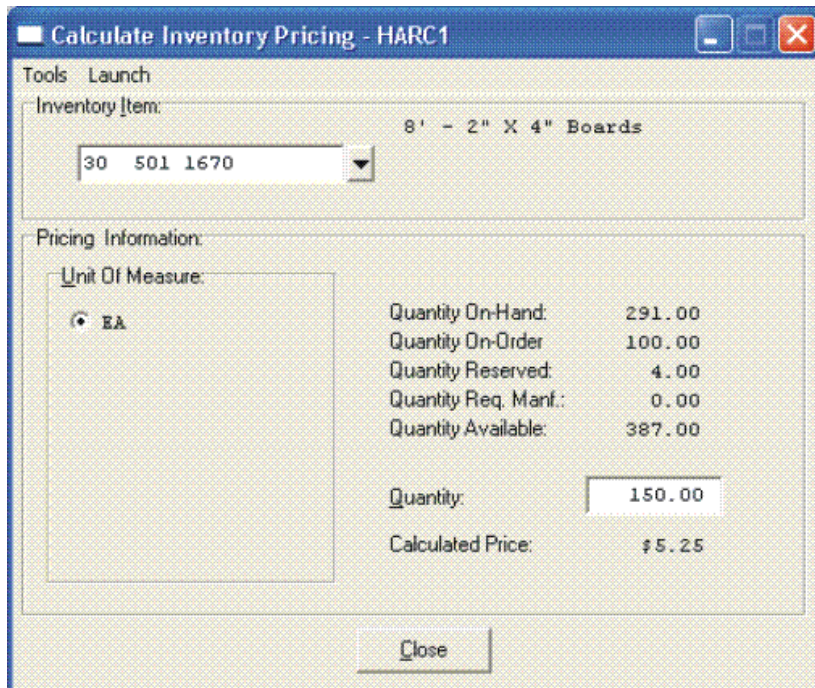 Calculate Inventory Pricing - HARC1
Tools Launch
Inventory Item:
8' - 2" X 4" Boards
30 501 1670
Pricing Information:
Unit Of Measure:
EA
Quantity On-Hand: 291.00
Quantity On-Order 100.00
Quantity Reserved: 4.00
Quantity Req. Manf.: 0.00
Quantity Available: 387.00
Quantity: 150.00
Calculated Price: $5.25
Close